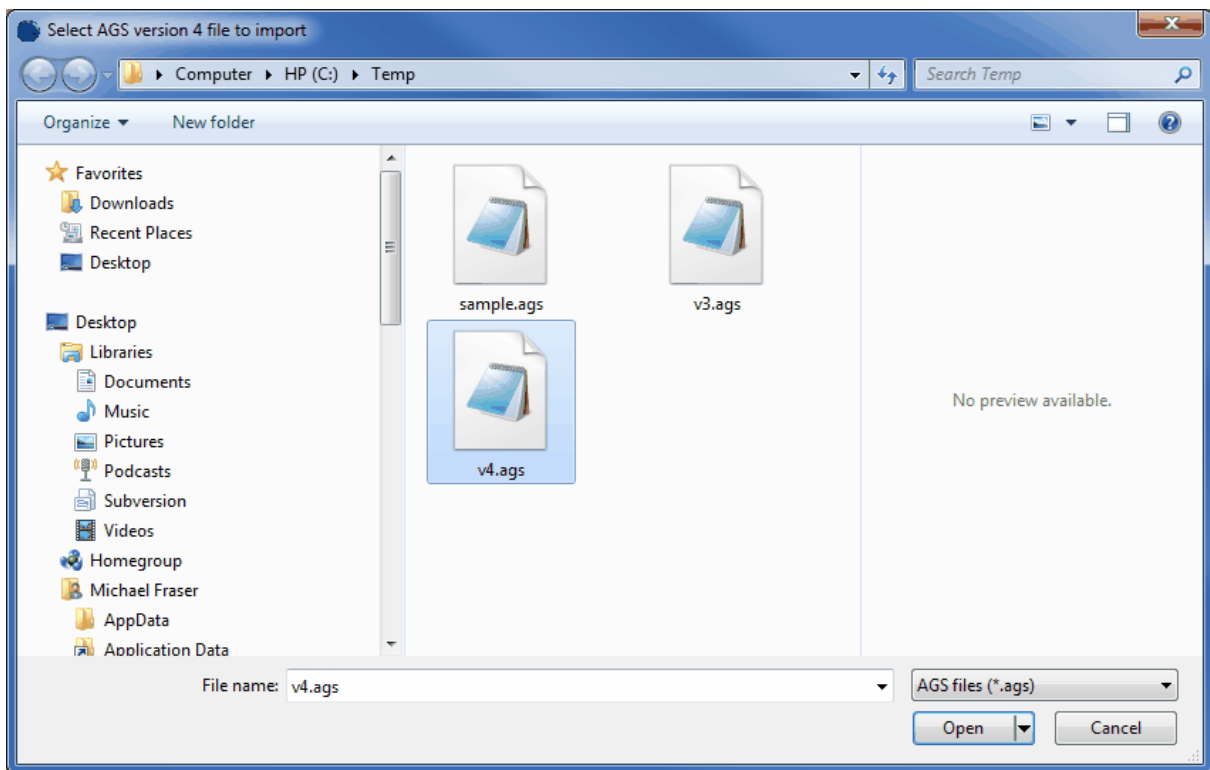 Select AGS version 4 file to import
Computer HP (C:) Temp
Search Temp
Organize
New folder
Favorites
Downloads
Recent Places
Desktop
Desktop
Libraries
Documents
Music
Pictures
Podcasts
Subversion
Videos
Homegroup
Michael Fraser
AppData
Application Data
sample.ags
v3.ags
v4.ags
No preview available.
File name: v4.ags
AGS files (*.ags)
Open
Cancel